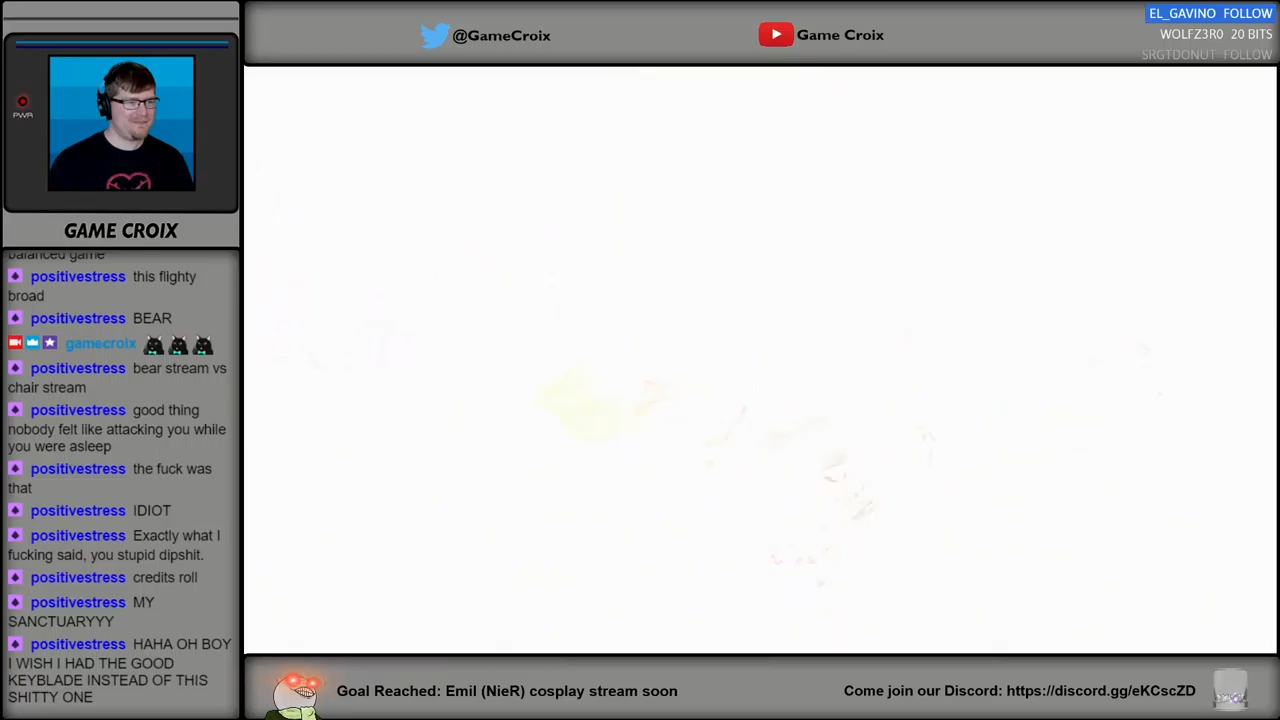 EL_GAVINO FOLLOW
WOLFZ3R0 20 BITS
SRGTDONUT FOLLOW
@GameCroix
Game Croix
PWR
GAME CROIX
balanced game
positivestress this flighty
broad
positivestress BEAR
gamecroix
positivestress bear stream vs
chair stream
positivestress good thing
nobody felt like attacking you while
you were asleep
positivestress the fuck was
that
positivestress IDIOT
positivestress Exactly what I
fucking said, you stupid dipshit.
positivestress credits roll
positivestress MY
SANCTUARYYY
positivestress HAHA OH BOY
I WISH I HAD THE GOOD
KEYBLADE INSTEAD OF THIS
SHITTY ONE
Goal Reached: Emil (NieR) cosplay stream soon
Come join our Discord: https://discord.gg/eKCscZD